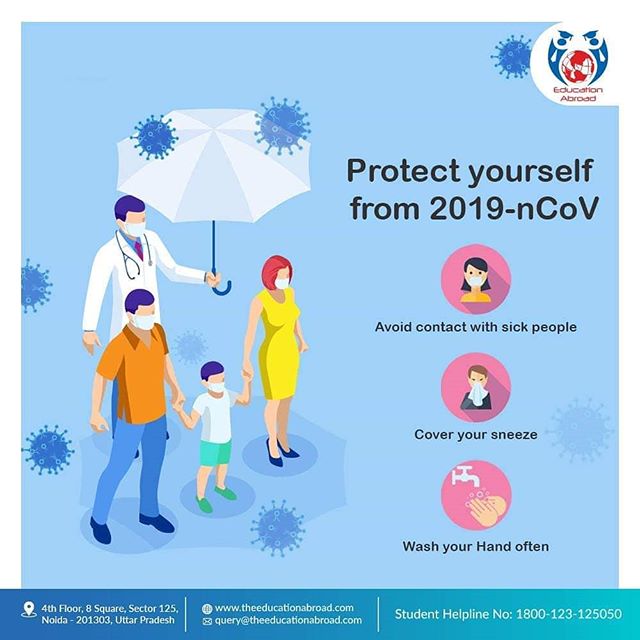 Education
Abroad
Protect yourself
from 2019-nCoV
Avoid contact with sick people
Cover your sneeze
Wash your Hand often
4th Floor, 8 Square, Sector 125,
Noida - 201303, Uttar Pradesh
www.theeducationabroad.com
query@theeducationabroad.com
Student Helpline No: 1800-123-125050